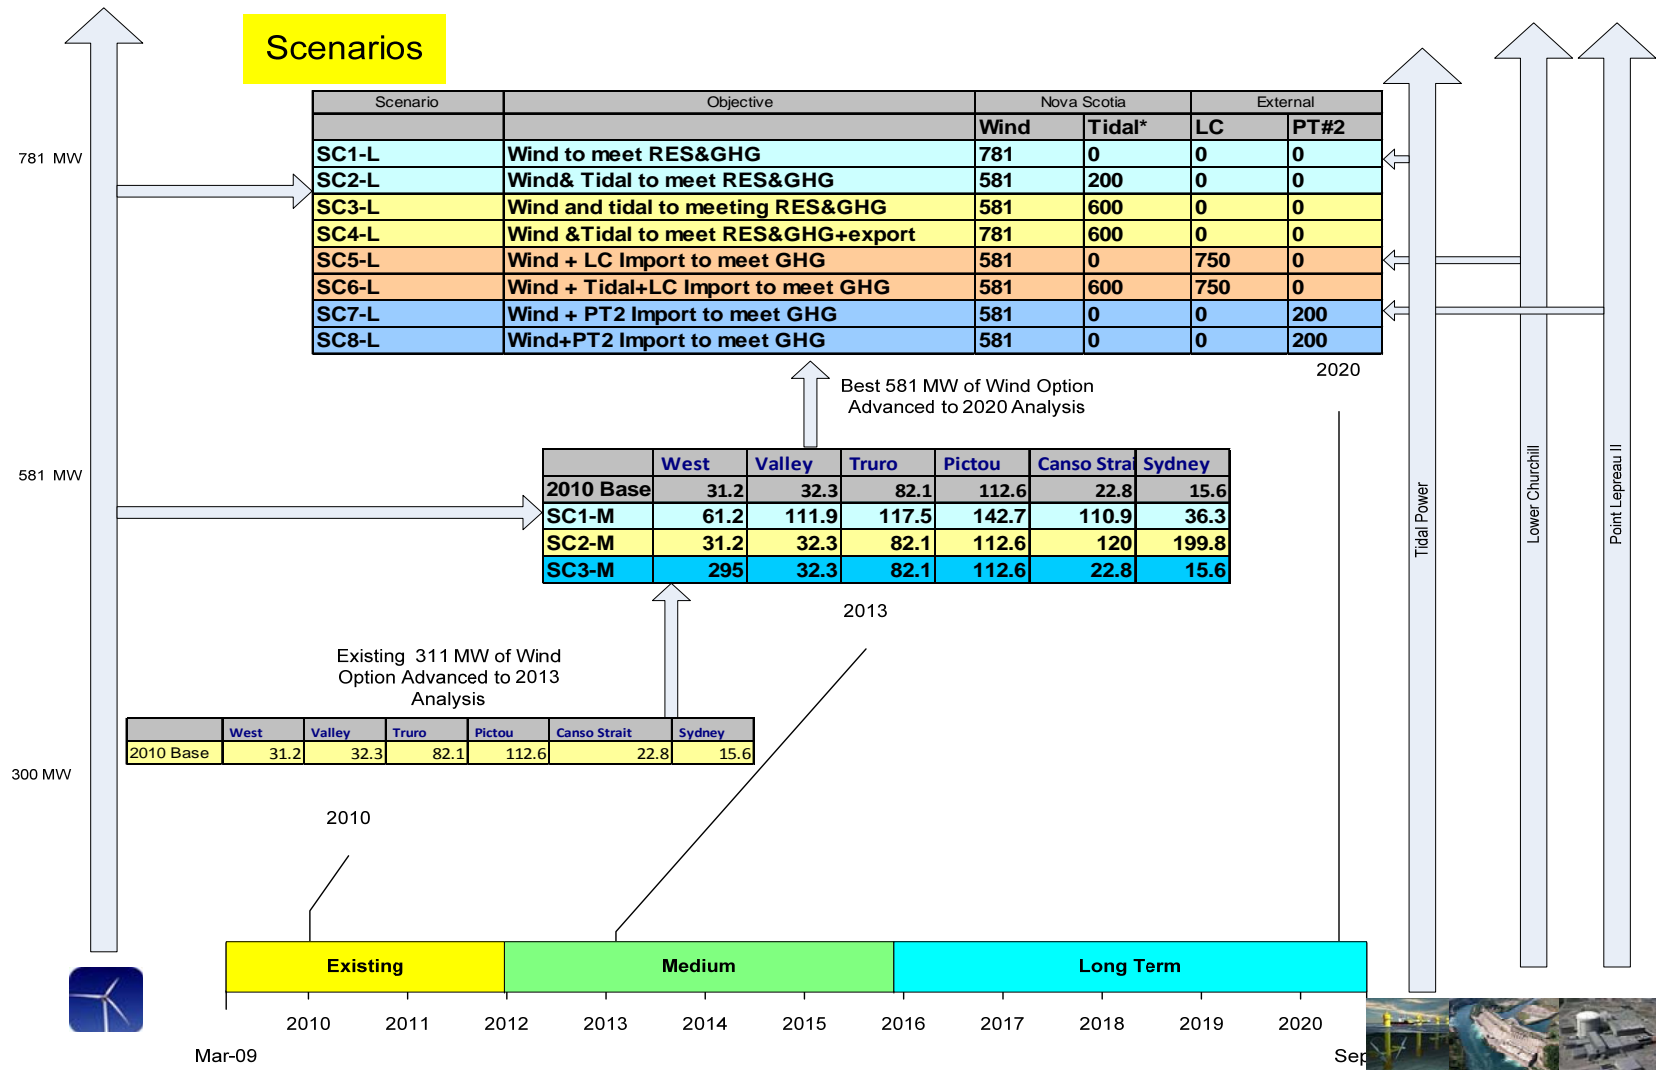 Scenarios
Scenario Objective Nova Scotia External
Wind Tidal* LC PT#2
SC1-L Wind to meet RES&GHG 781 0 0 0
SC2-L Wind& Tidal to meet RES&GHG 581 200 0 0
SC3-L Wind and tidal to meeting RES&GHG 581 600 0 0
SC4-L Wind &Tidal to meet RES&GHG+export 781 600 0 0
SC5-L Wind + LC Import to meet GHG 581 0 750 0
SC6-L Wind + Tidal+LC Import to meet GHG 581 600 750 0
SC7-L Wind + PT2 Import to meet GHG 581 0 0 200
SC8-L Wind+PT2 Import to meet GHG 581 0 0 200
781 MW
2020
Best 581 MW of Wind Option
Advanced to 2020 Analysis
581 MW
West Valley Truro Pictou Canso Strai Sydney
2010 Base 31.2 32.3 82.1 112.6 22.8 15.6
SC1-M 61.2 111.9 117.5 142.7 110.9 36.3
SC2-M 31.2 32.3 82.1 112.6 120 199.8
SC3-M 295 32.3 82.1 112.6 22.8 15.6
Tidal Power
Lower Churchill
Point Lepreau II
2013
Existing 311 MW of Wind
Option Advanced to 2013
Analysis
West Valley Truro Pictou Canso Strait Sydney
2010 Base 31.2 32.3 82.1 112.6 22.8 15.6
300 MW
2010
Existing Medium Long Term
2010 2011 2012 2013 2014 2015 2016 2017 2018 2019 2020
Mar-09 Sep